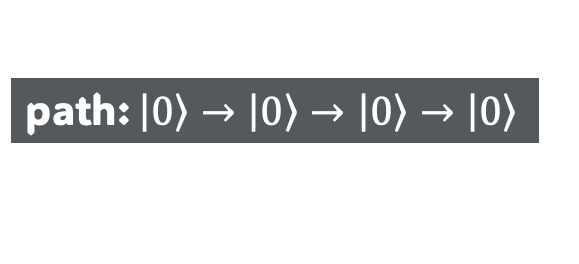 path: |0⟩ → |0⟩ → |0⟩ → |0⟩